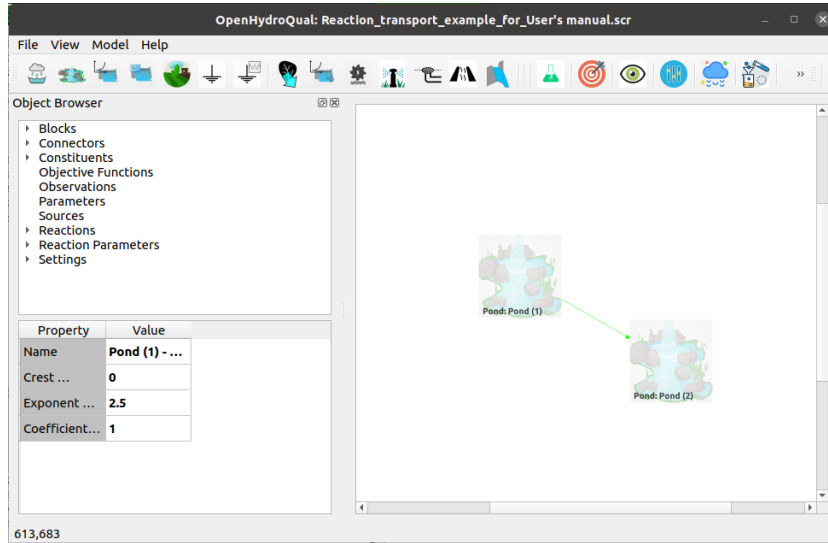 OpenHydroQual: Reaction_transport_example_for_User's manual.scr
File View Model Help
Object Browser
Blocks
Connectors
Constituents
Objective Functions
Observations
Parameters
Sources
Reactions
Reaction Parameters
Settings
Property Value
Name Pond (1) - ...
Crest ... 0
Exponent ... 2.5
Coefficient... 1
Pond: Pond (1)
Pond: Pond (2)
613,683